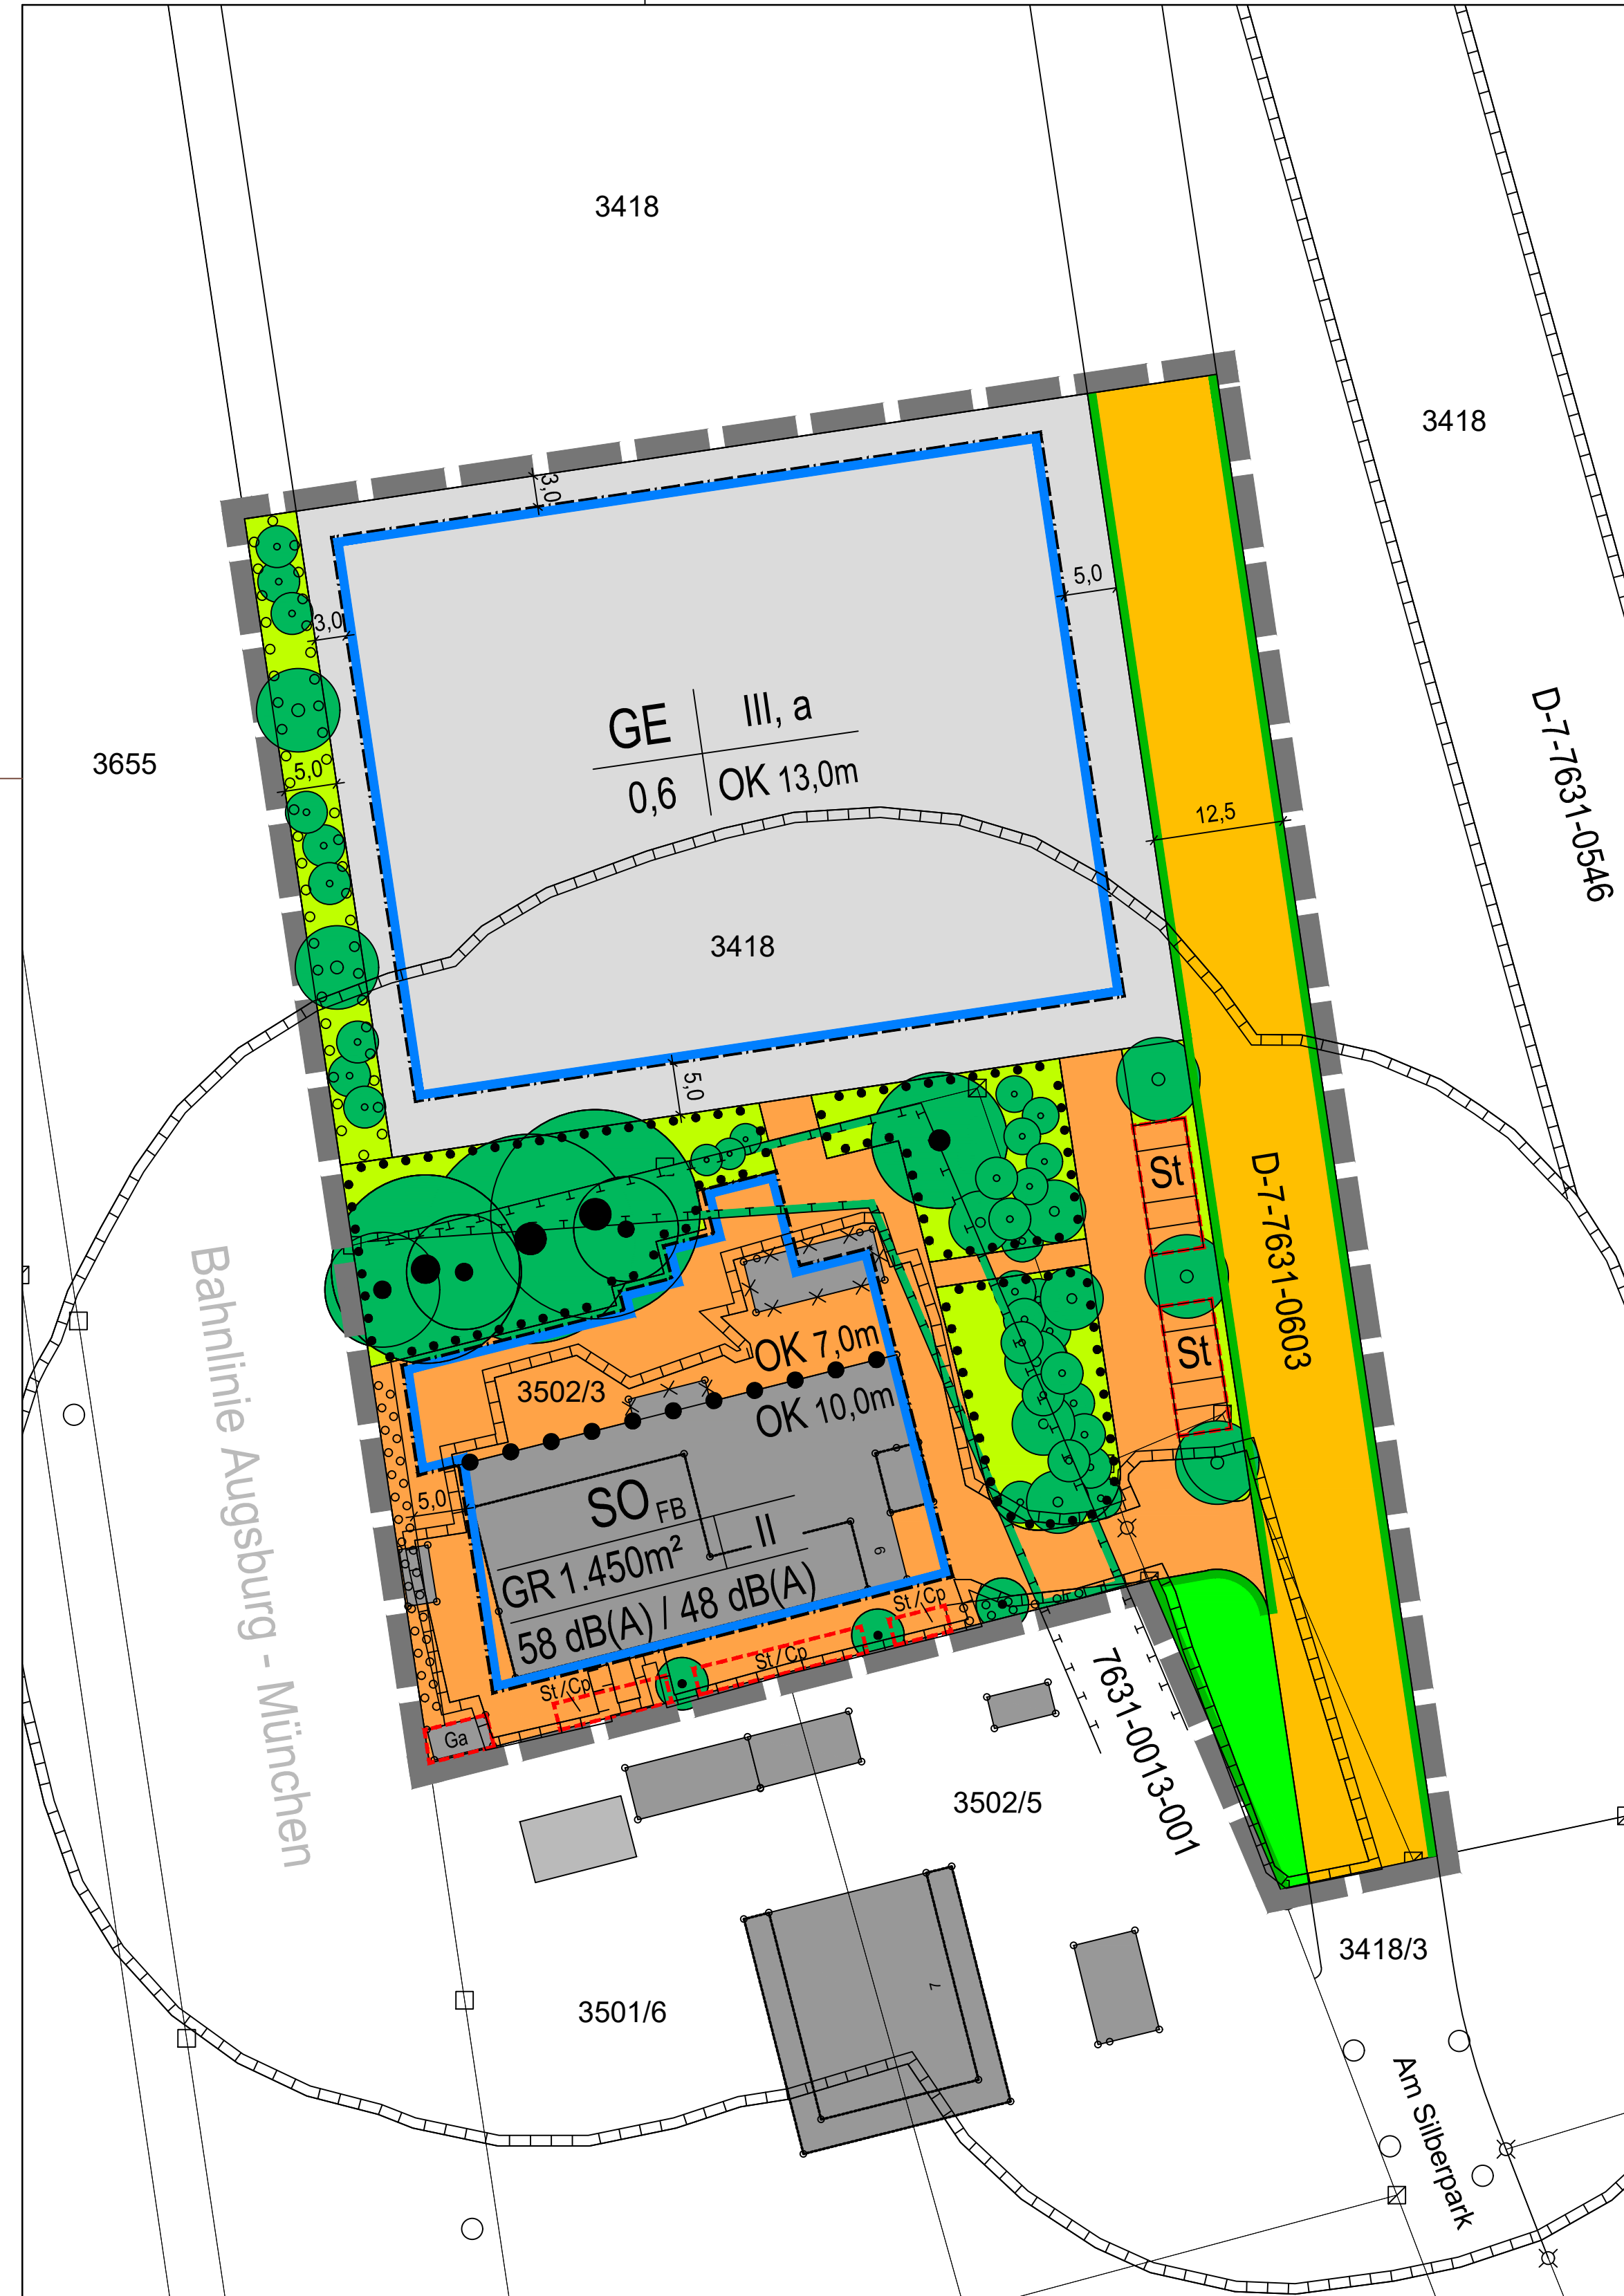 3418
3418
3,0
5,0
3,0
D-7-7631-0546
GE III, a
0,6 OK 13,0m
3655
5,0
12,5
3418
5,0
St
D-7-7631-0603
St
Bahnlinie Augsburg - München
OK 7,0m
3502/3
OK 10,0m
5,0
SO FB
II
GR 1.450m²
58 dB(A) / 48 dB(A)
6
St/Cp
St/Cp
St/Cp
Ga
7631-0013-001
3502/5
3418/3
3501/6
7
Am Silberpark